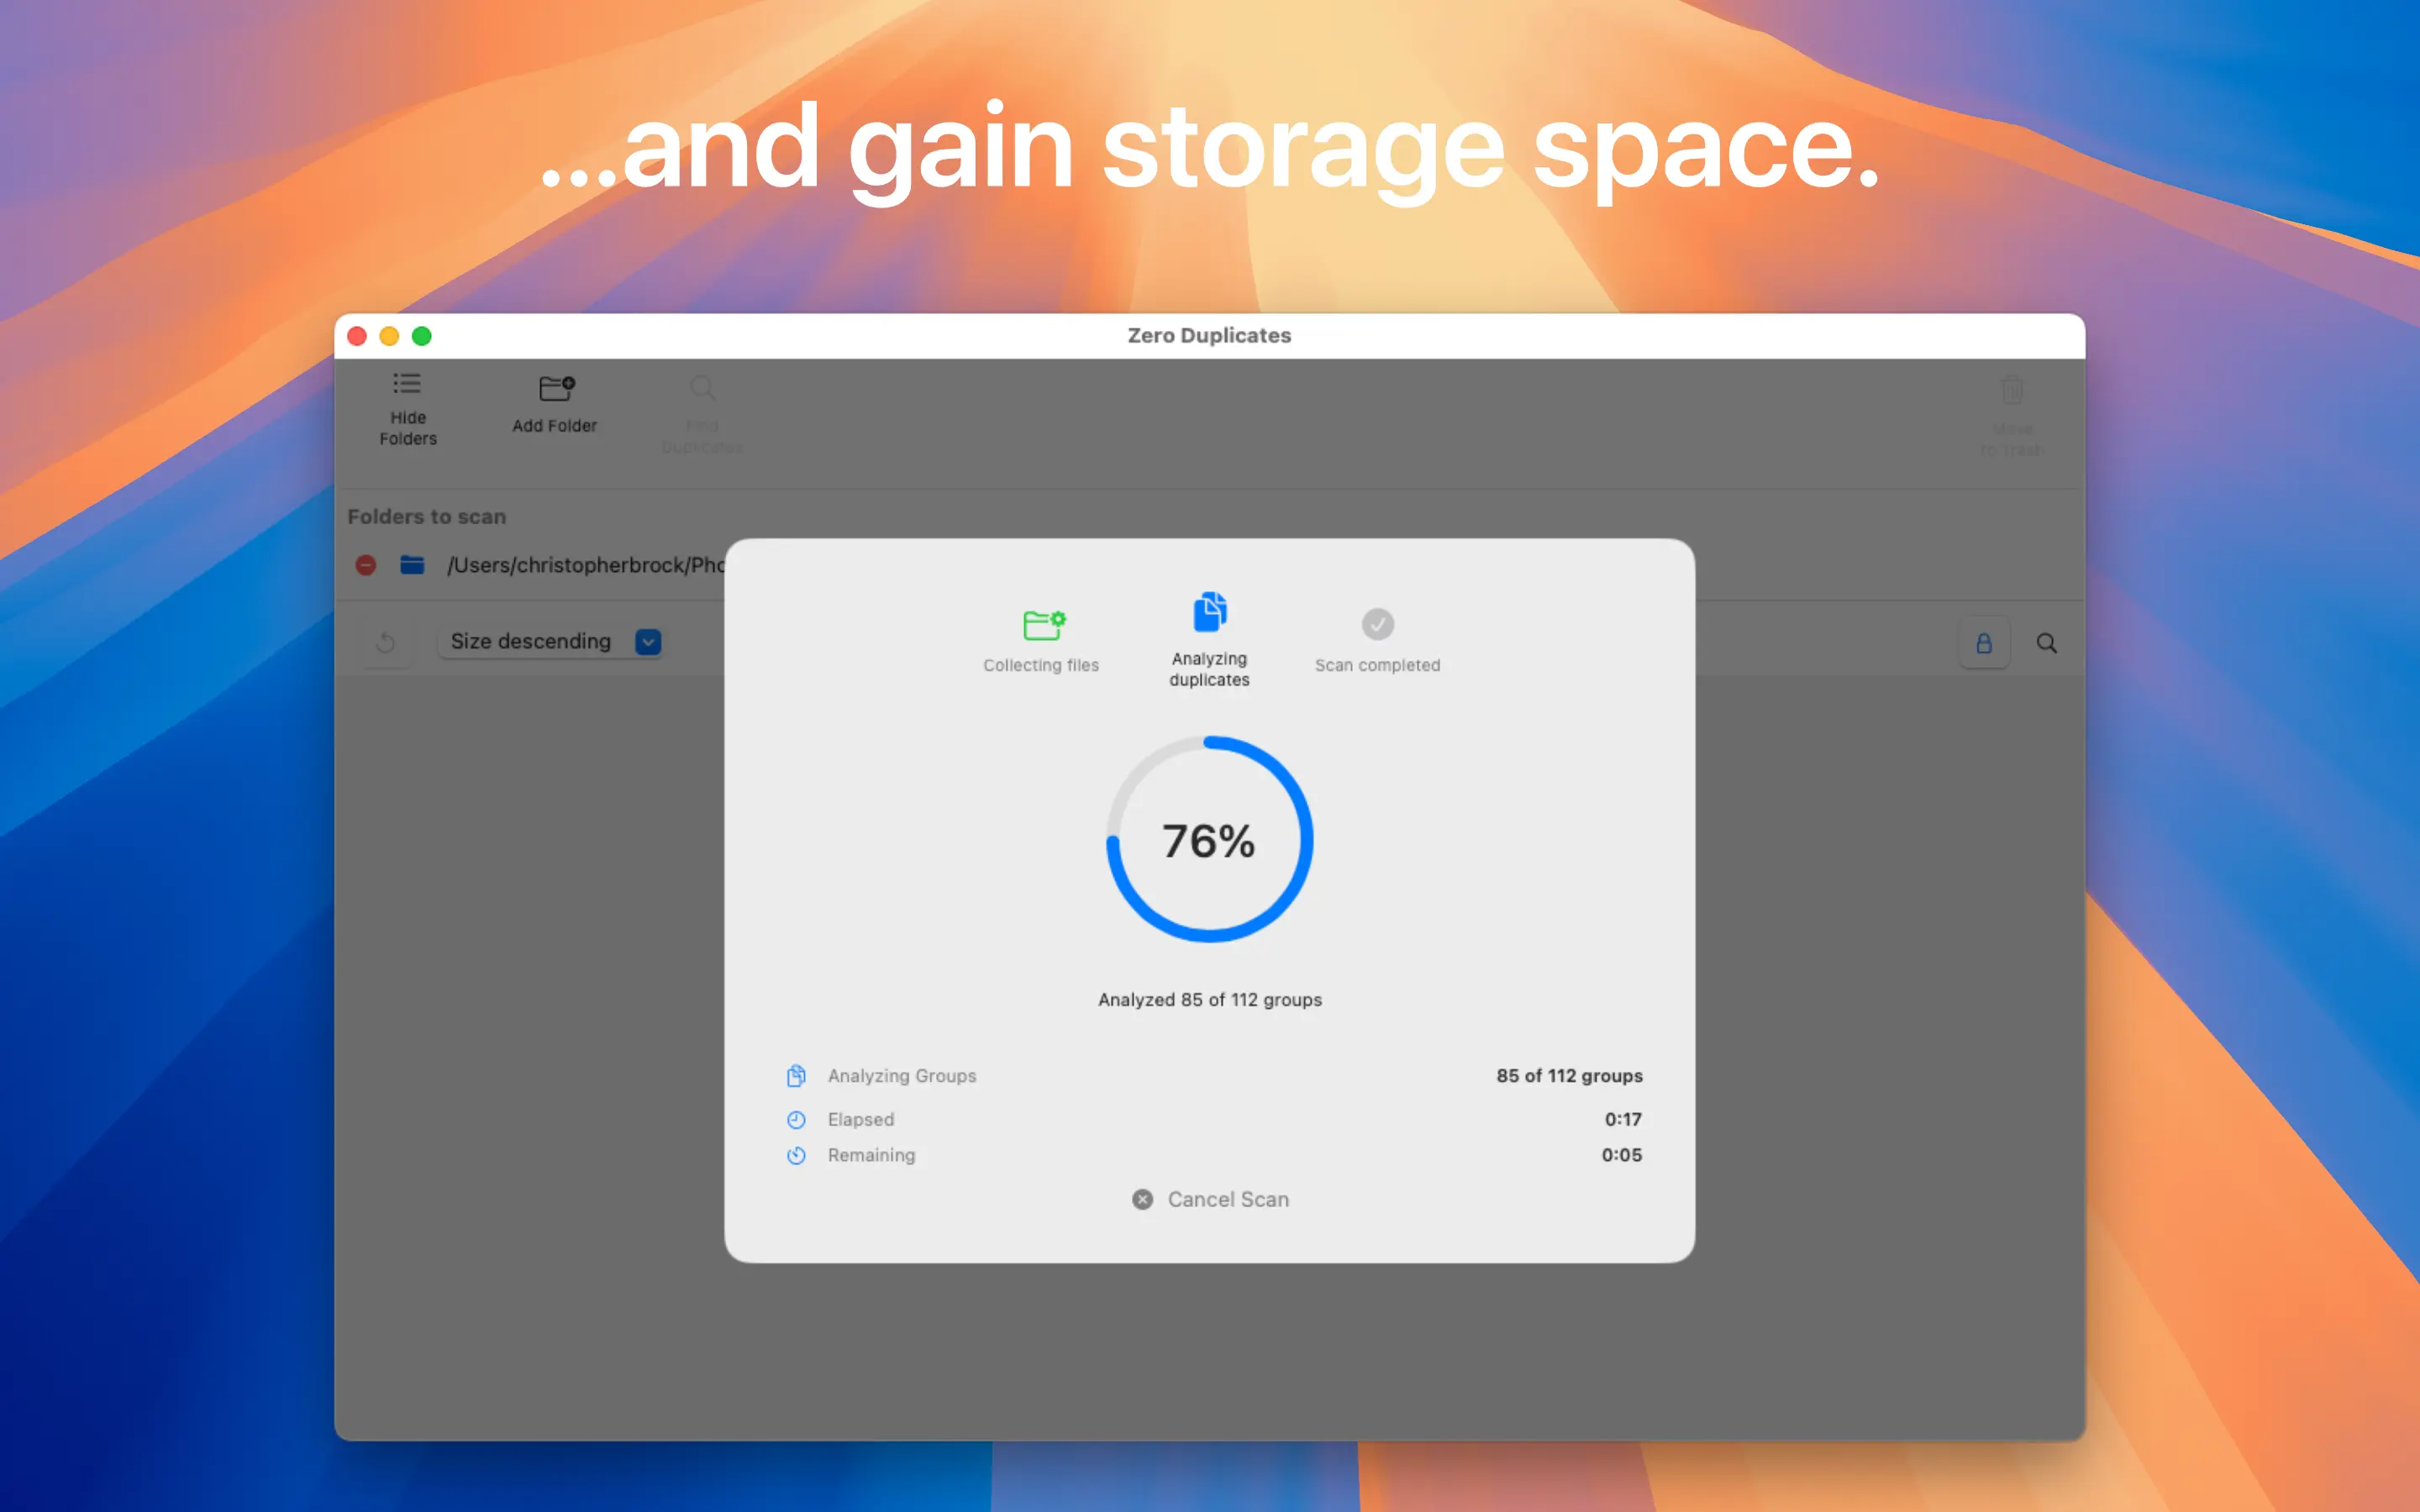 ...and gain storage space.
Zero Duplicates
Hide
Folders
Add Folder
Find
Duplicates
Move
to Trash
Folders to scan
/Users/christopherbrock/Pho
Size descending
Collecting files
Analyzing
duplicates
Scan completed
76%
Analyzed 85 of 112 groups
Analyzing Groups
85 of 112 groups
Elapsed
0:17
Remaining
0:05
Cancel Scan